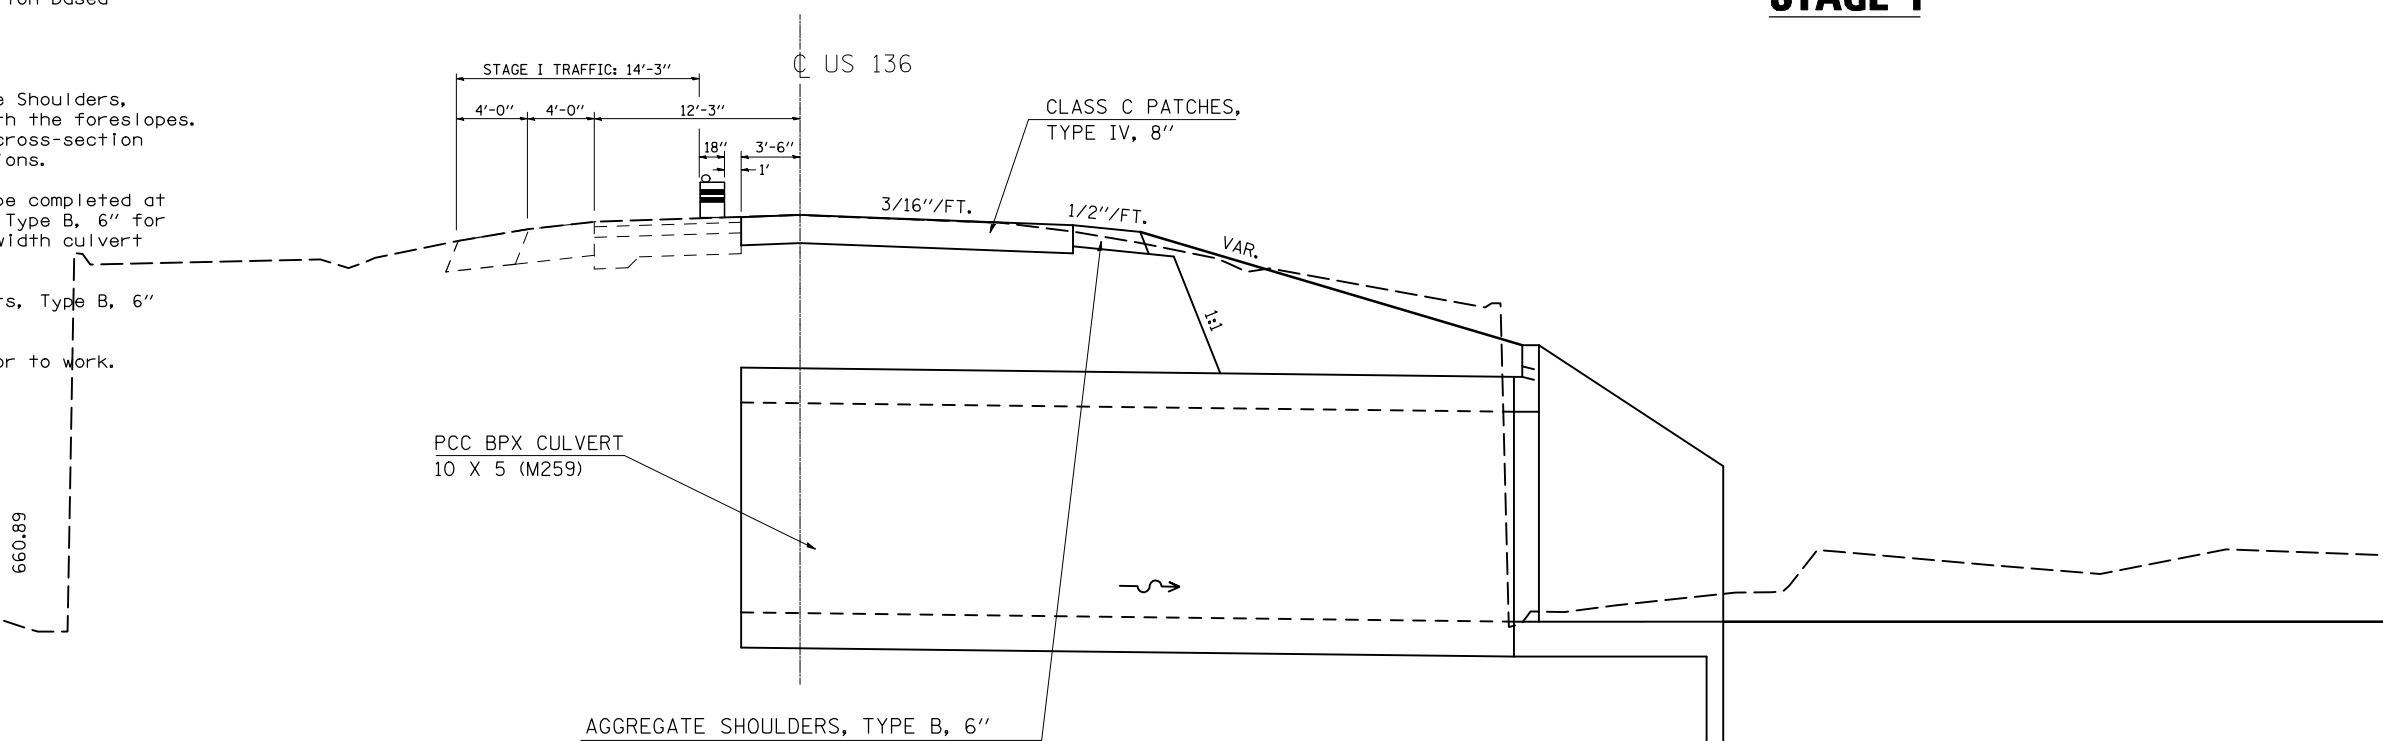 STAGE I TRAFFIC: 14'-3"
℄ US 136
4'-0" 4'-0" 12'-3"
18" 3'-6"
1'
CLASS C PATCHES,
TYPE IV, 8"
3/16"/FT.
1/2"/FT.
VAR.
1:1
e Shoulders,
th the foreslopes.
cross-section
ions.
be completed at
Type B, 6" for
width culvert
rs, Type B, 6"
or to work.
660.89
PCC BPX CULVERT
10 X 5 (M259)
AGGREGATE SHOULDERS, TYPE B, 6"